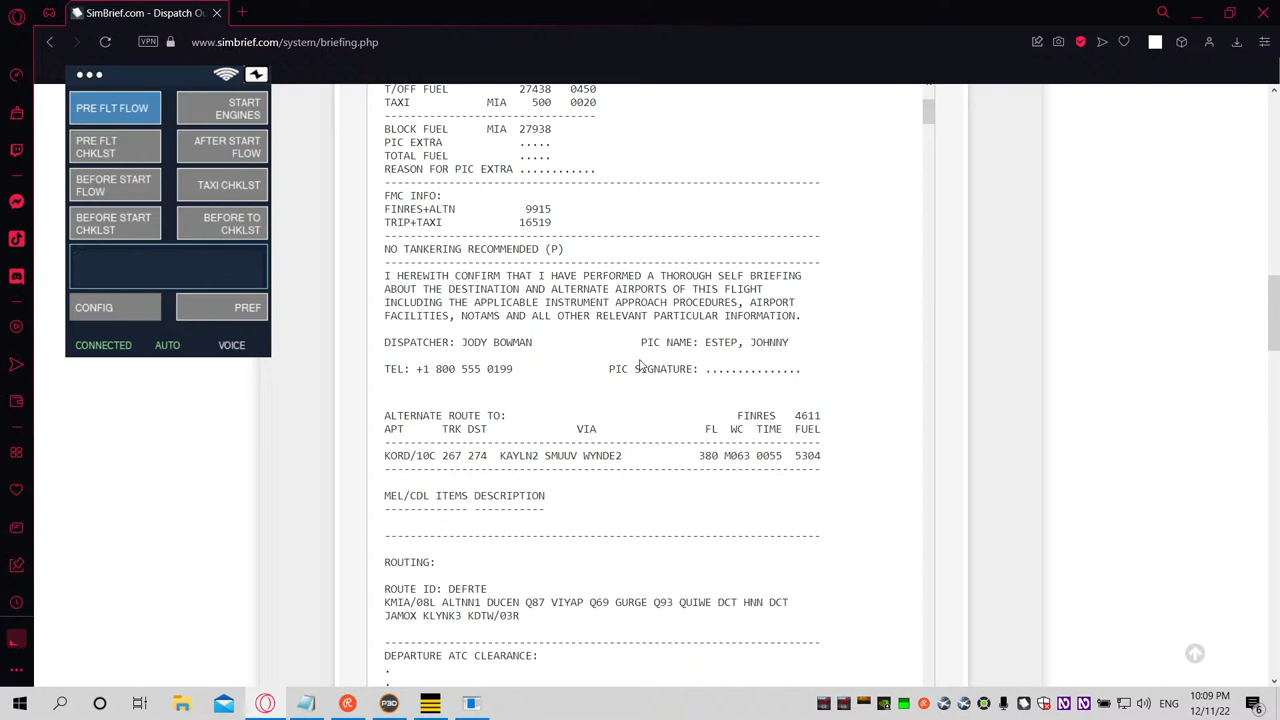 SimBrief.com - Dispatch Ou
VPN
www.simbrief.com/system/briefing.php
PRE FLT FLOW
START ENGINES
PRE FLT CHKLST
AFTER START FLOW
BEFORE START FLOW
TAXI CHKLST
BEFORE START CHKLST
BEFORE TO CHKLST
CONFIG
PREF
CONNECTED AUTO VOICE
T/OFF FUEL 27438 0450
TAXI MIA 500 0020
---------------------------------
BLOCK FUEL MIA 27938
PIC EXTRA .....
TOTAL FUEL .....
REASON FOR PIC EXTRA ............
--------------------------------------------------------------------
FMC INFO:
FINRES+ALTN 9915
TRIP+TAXI 16519
--------------------------------------------------------------------
NO TANKERING RECOMMENDED (P)
--------------------------------------------------------------------
I HEREWITH CONFIRM THAT I HAVE PERFORMED A THOROUGH SELF BRIEFING
ABOUT THE DESTINATION AND ALTERNATE AIRPORTS OF THIS FLIGHT
INCLUDING THE APPLICABLE INSTRUMENT APPROACH PROCEDURES, AIRPORT
FACILITIES, NOTAMS AND ALL OTHER RELEVANT PARTICULAR INFORMATION.
DISPATCHER: JODY BOWMAN PIC NAME: ESTEP, JOHNNY
TEL: +1 800 555 0199 PIC SIGNATURE: ...............
ALTERNATE ROUTE TO: FINRES 4611
APT TRK DST VIA FL WC TIME FUEL
--------------------------------------------------------------------
KORD/10C 267 274 KAYLN2 SMUUV WYNDE2 380 M063 0055 5304
--------------------------------------------------------------------
MEL/CDL ITEMS DESCRIPTION
------------- -----------
--------------------------------------------------------------------
ROUTING:
ROUTE ID: DEFRTE
KMIA/08L ALTNN1 DUCEN Q87 VIYAP Q69 GURGE Q93 QUIWE DCT HNN DCT
JAMOX KLYNK3 KDTW/03R
--------------------------------------------------------------------
DEPARTURE ATC CLEARANCE:
.
.
P3D
10:09 PM
12/11/22
6